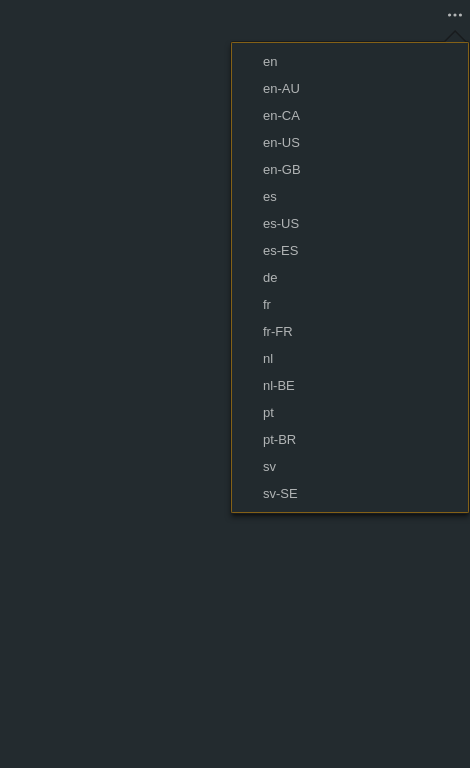 en
en-AU
en-CA
en-US
en-GB
es
es-US
es-ES
de
fr
fr-FR
nl
nl-BE
pt
pt-BR
sv
sv-SE